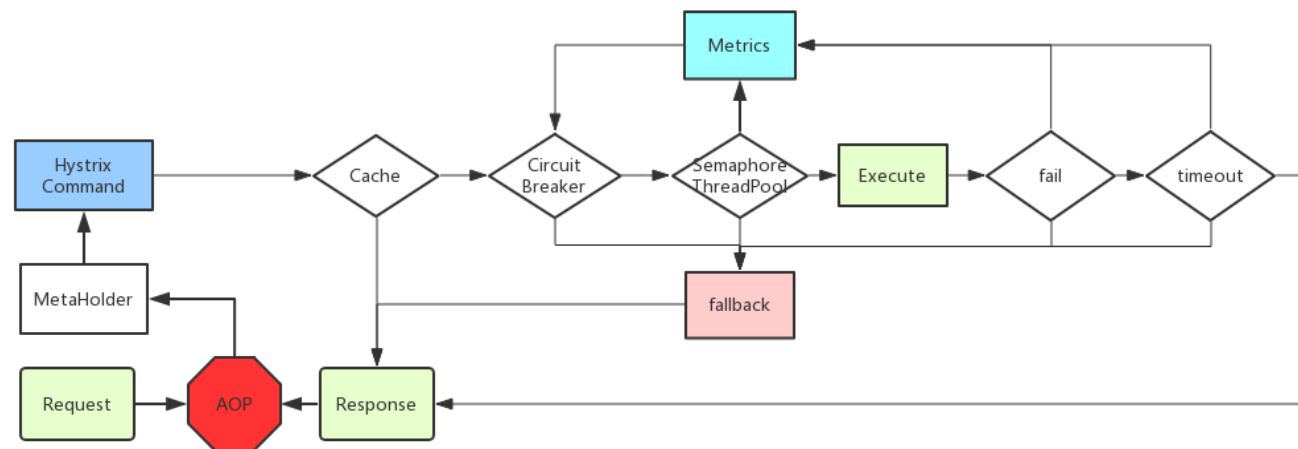 Metrics
Hystrix
Command
Cache
Circuit
Breaker
Semaphore
ThreadPool
Execute
fail
timeout
MetaHolder
fallback
Request
AOP
Response